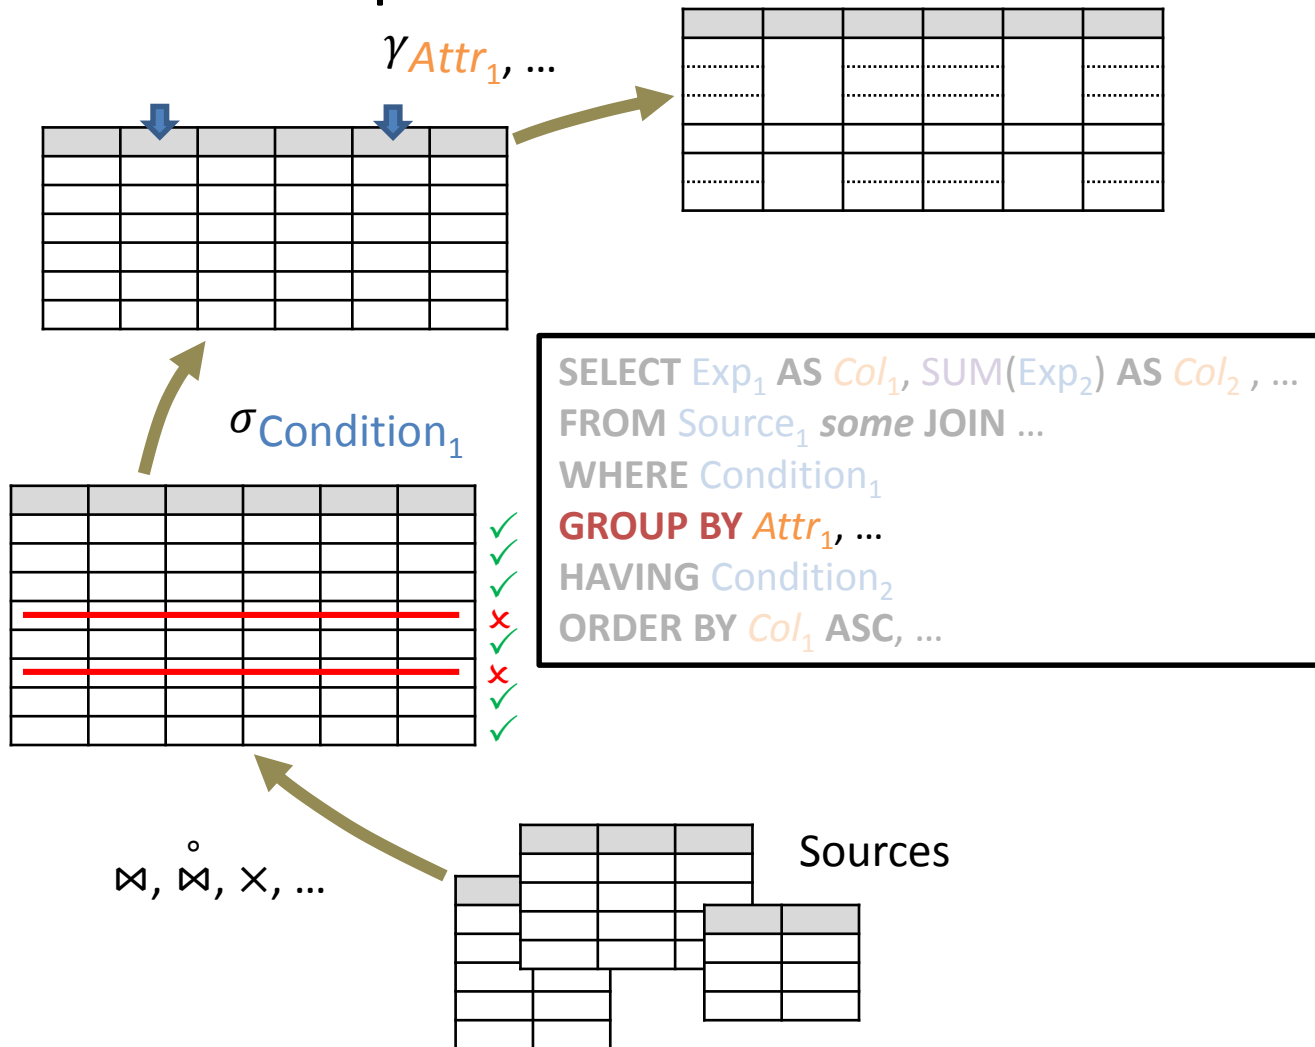 γAttr₁, …
σCondition₁
SELECT Exp₁ AS Col₁, SUM(Exp₂) AS Col₂ , …
FROM Source₁ some JOIN …
WHERE Condition₁
GROUP BY Attr₁, …
HAVING Condition₂
ORDER BY Col₁ ASC, …
Sources
⋈, ⋈̊, ×, …